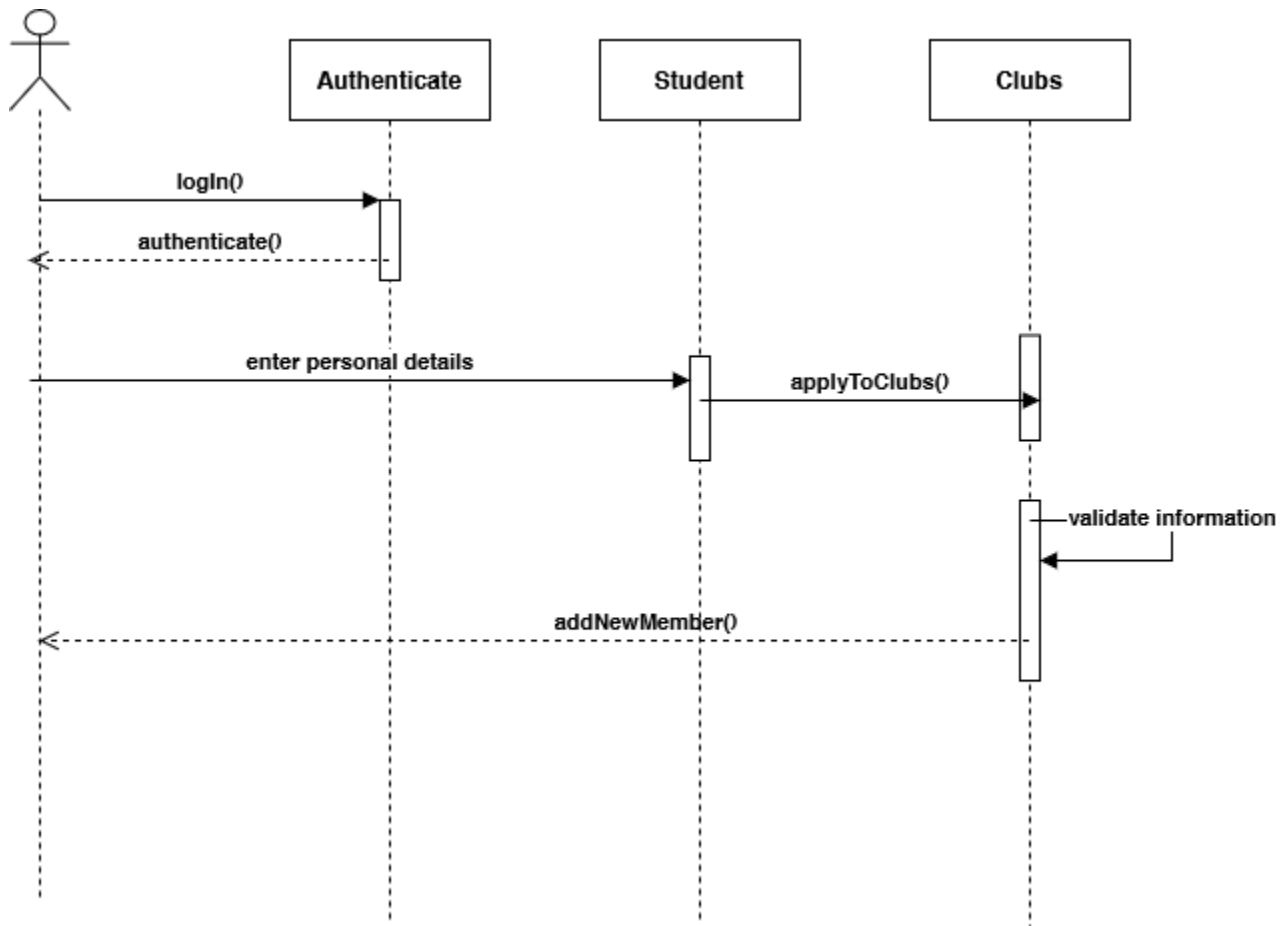 Authenticate
Student
Clubs
logIn()
authenticate()
enter personal details
applyToClubs()
validate information
addNewMember()